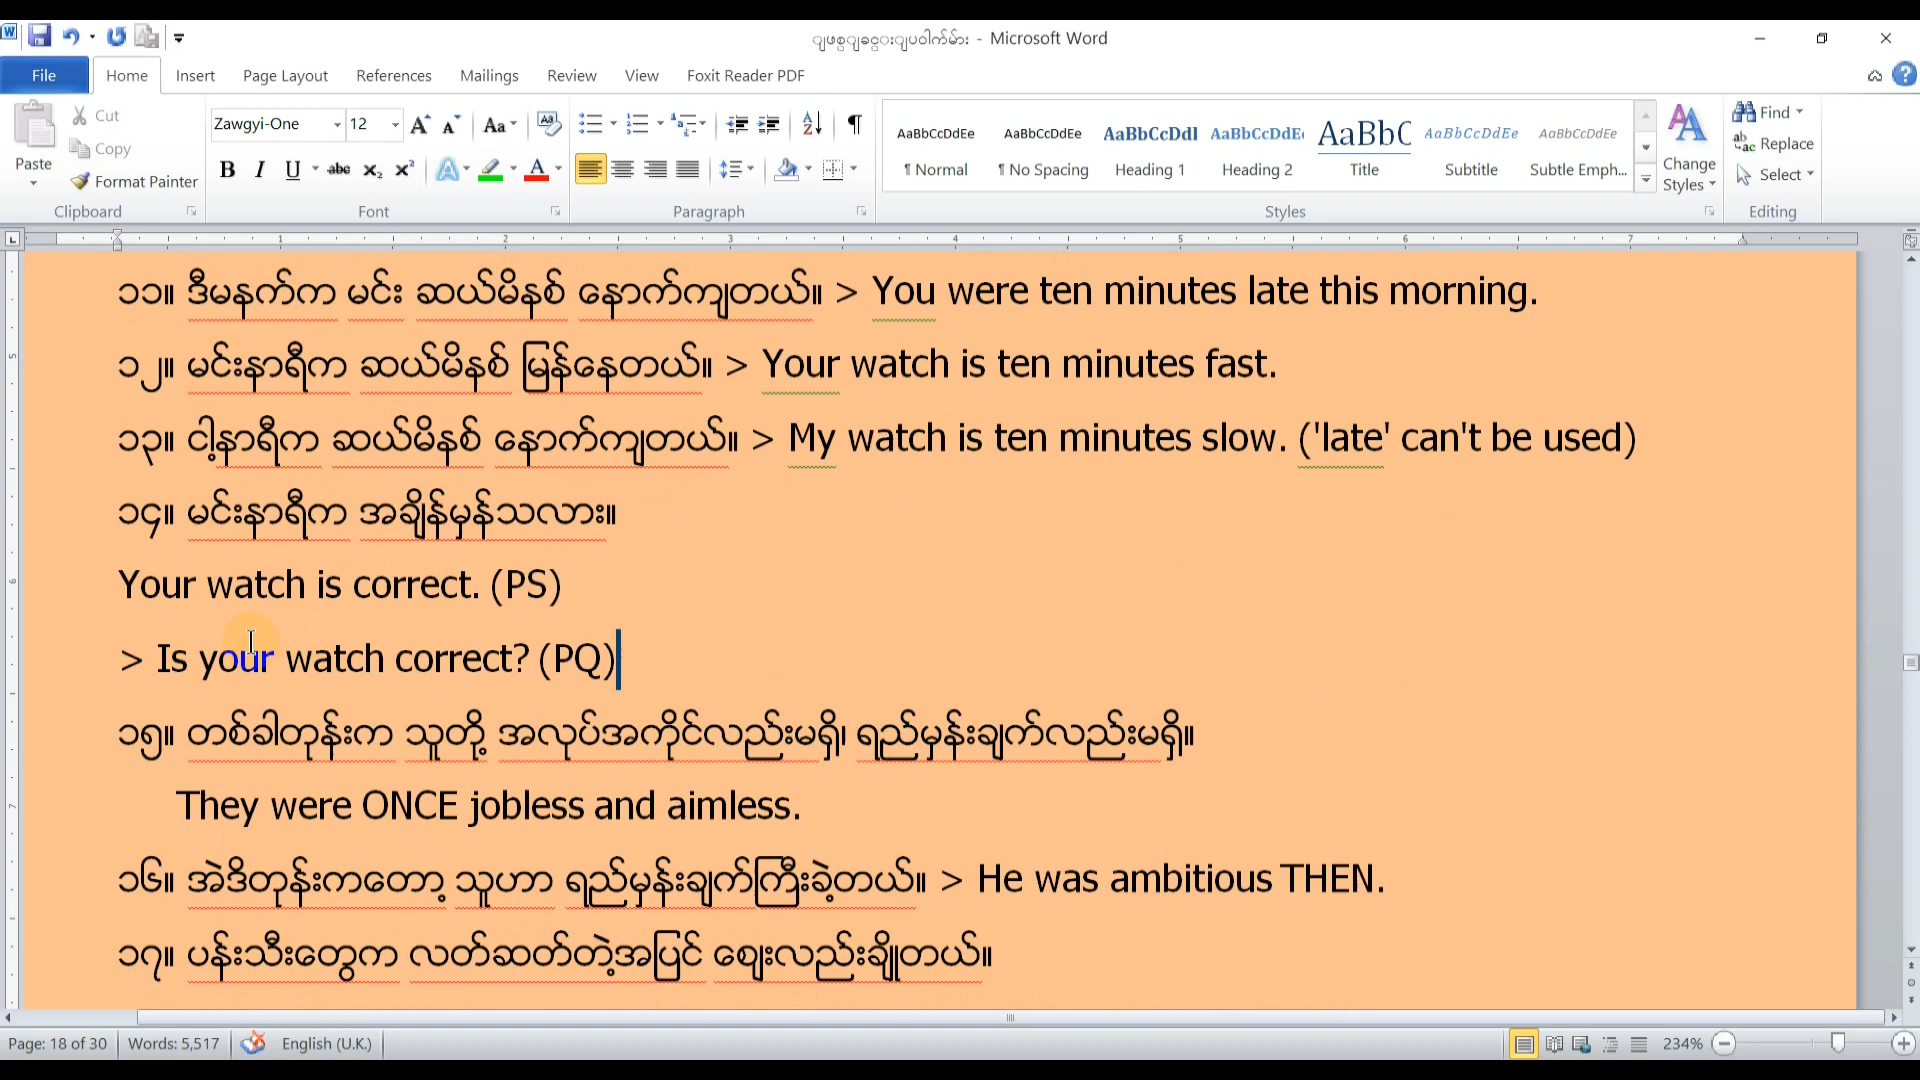 ျဖစ္ျခင္းျပဝါက်မ်ား - Microsoft Word
File Home Insert Page Layout References Mailings Review View Foxit Reader PDF
Paste Cut Copy Format Painter Clipboard
Zawgyi-One 12 Font
Paragraph
AaBbCcDdEe AaBbCcDdEe AaBbCcDdI AaBbCcDdE AaBbC AaBbCcDdEe AaBbCcDdEe
¶ Normal ¶ No Spacing Heading 1 Heading 2 Title Subtitle Subtle Emph...
Styles
Change Styles
Find Replace Select Editing
၁၁။ ဒီမနက်က မင်း ဆယ်မိနစ် နောက်ကျတယ်။ > You were ten minutes late this morning.
၁၂။ မင်းနာရီက ဆယ်မိနစ် မြန်နေတယ်။ > Your watch is ten minutes fast.
၁၃။ ငါ့နာရီက ဆယ်မိနစ် နောက်ကျတယ်။ > My watch is ten minutes slow. ('late' can't be used)
၁၄။ မင်းနာရီက အချိန်မှန်သလား။
Your watch is correct. (PS)
> Is your watch correct? (PQ)
၁၅။ တစ်ခါတုန်းက သူတို့ အလုပ်အကိုင်လည်းမရှိ၊ ရည်မှန်းချက်လည်းမရှိ။
They were ONCE jobless and aimless.
၁၆။ အဲဒိတုန်းကတော့ သူဟာ ရည်မှန်းချက်ကြီးခဲ့တယ်။ > He was ambitious THEN.
၁၇။ ပန်းသီးတွေက လတ်ဆတ်တဲ့အပြင် ဈေးလည်းချိုတယ်။
Page: 18 of 30 Words: 5,517 English (U.K.) 234%